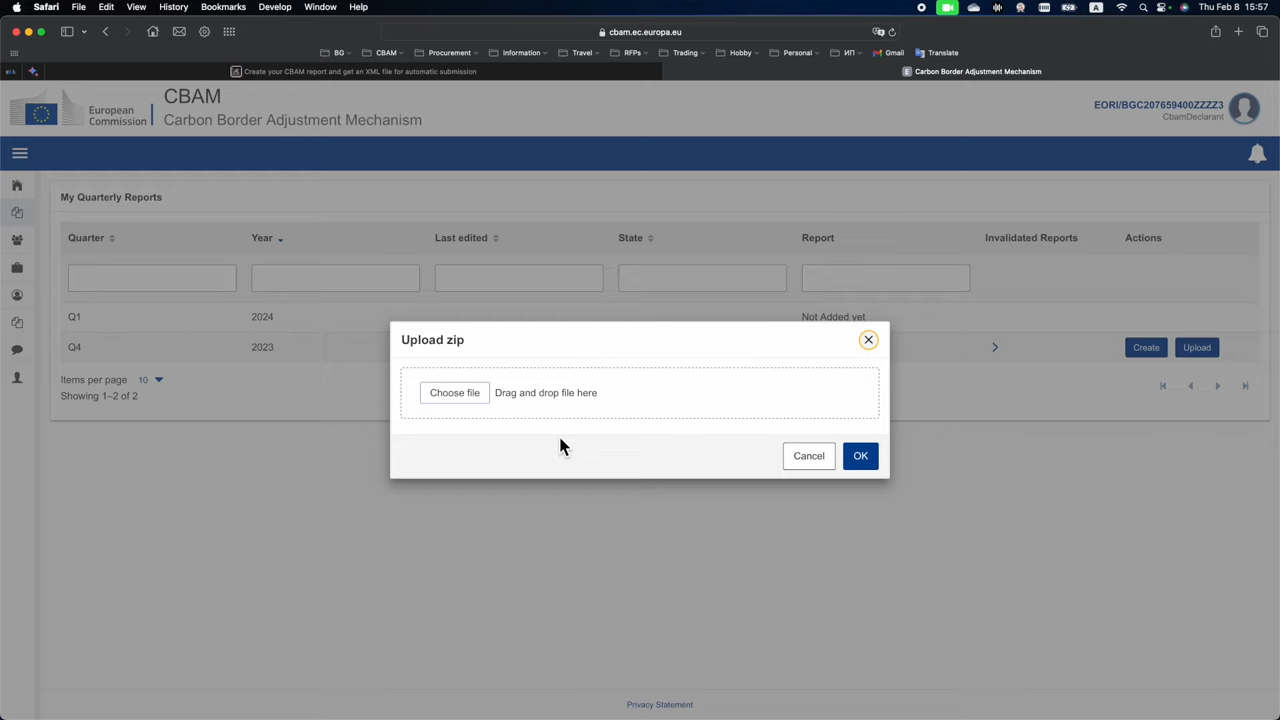 Safari File Edit View History Bookmarks Develop Window Help A Thu Feb 8 15:57
cbam.ec.europa.eu
BG CBAM Procurement Information Travel RFPs Trading Hobby Personal ИП Gmail Translate
Create your CBAM report and get an XML file for automatic submission
E Carbon Border Adjustment Mechanism
European
Commission
CBAM
Carbon Border Adjustment Mechanism
EORI/BGC207659400ZZZZ3
CbamDeclarant
My Quarterly Reports
Quarter Year Last edited State Report Invalidated Reports Actions
Q1 2024 Not Added yet
Q4 2023 Create Upload
Items per page 10
Showing 1–2 of 2
Upload zip
Choose file Drag and drop file here
Cancel OK
Privacy Statement